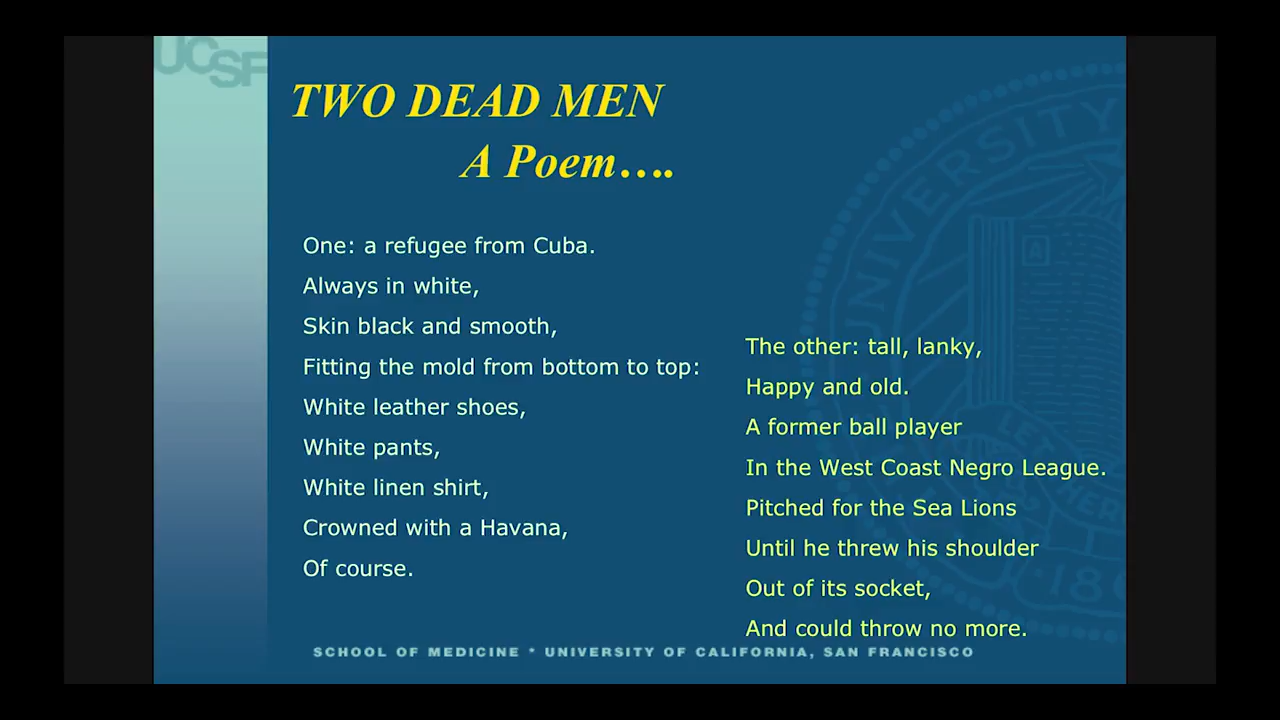 UCSF
TWO DEAD MEN
A Poem….
One: a refugee from Cuba.
Always in white,
Skin black and smooth,
Fitting the mold from bottom to top:
White leather shoes,
White pants,
White linen shirt,
Crowned with a Havana,
Of course.
The other: tall, lanky,
Happy and old.
A former ball player
In the West Coast Negro League.
Pitched for the Sea Lions
Until he threw his shoulder
Out of its socket,
And could throw no more.
SCHOOL OF MEDICINE * UNIVERSITY OF CALIFORNIA, SAN FRANCISCO
UNIVERSITY
A